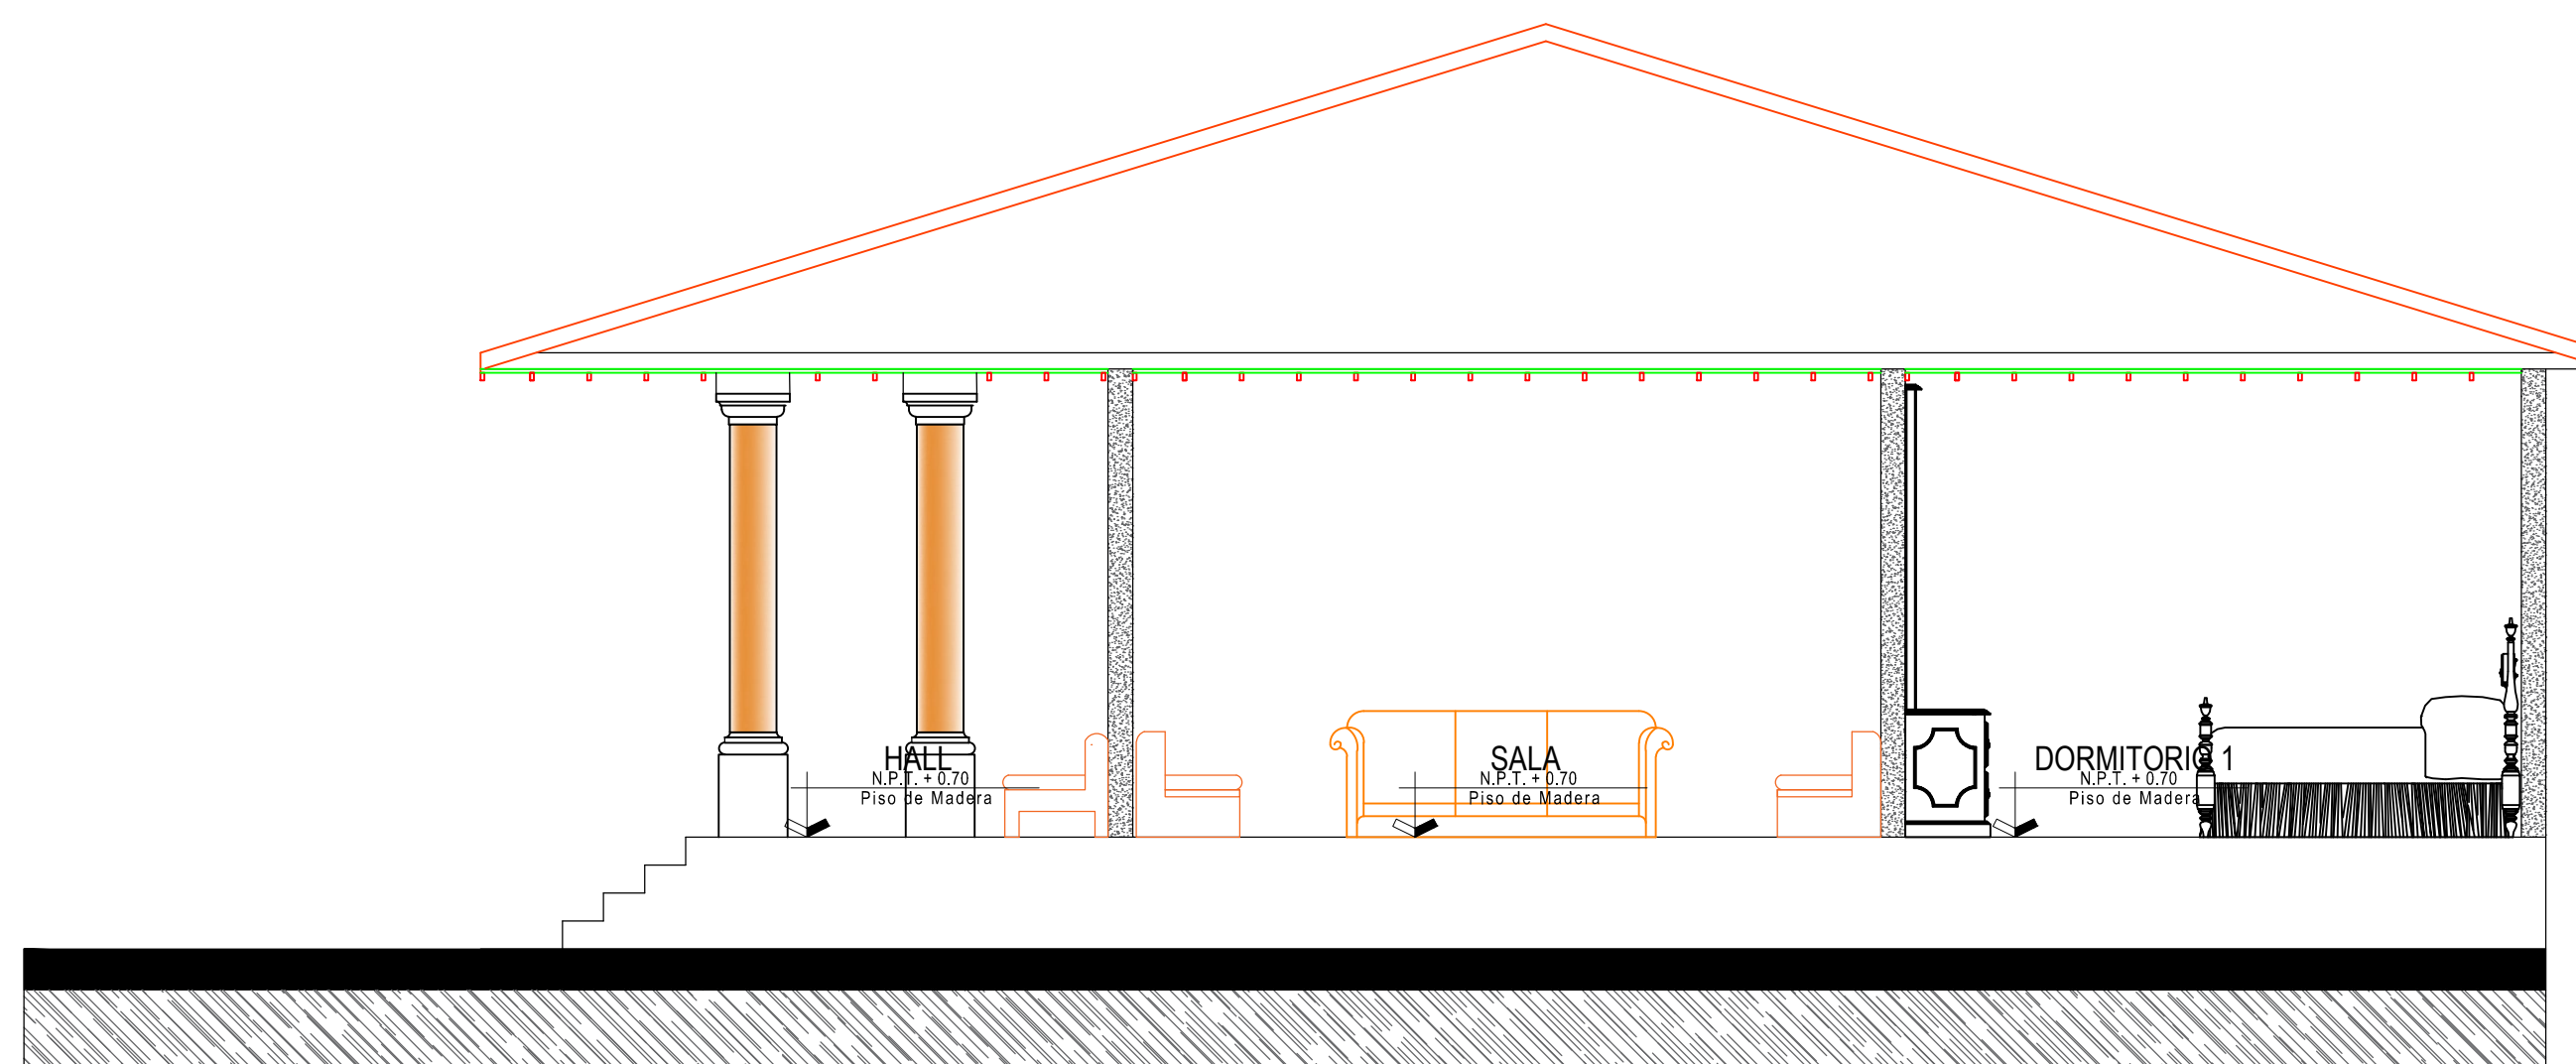 HALL
N.P.T. + 0.70
Piso de Madera
SALA
N.P.T. + 0.70
Piso de Madera
DORMITORIO 1
N.P.T. + 0.70
Piso de Madera